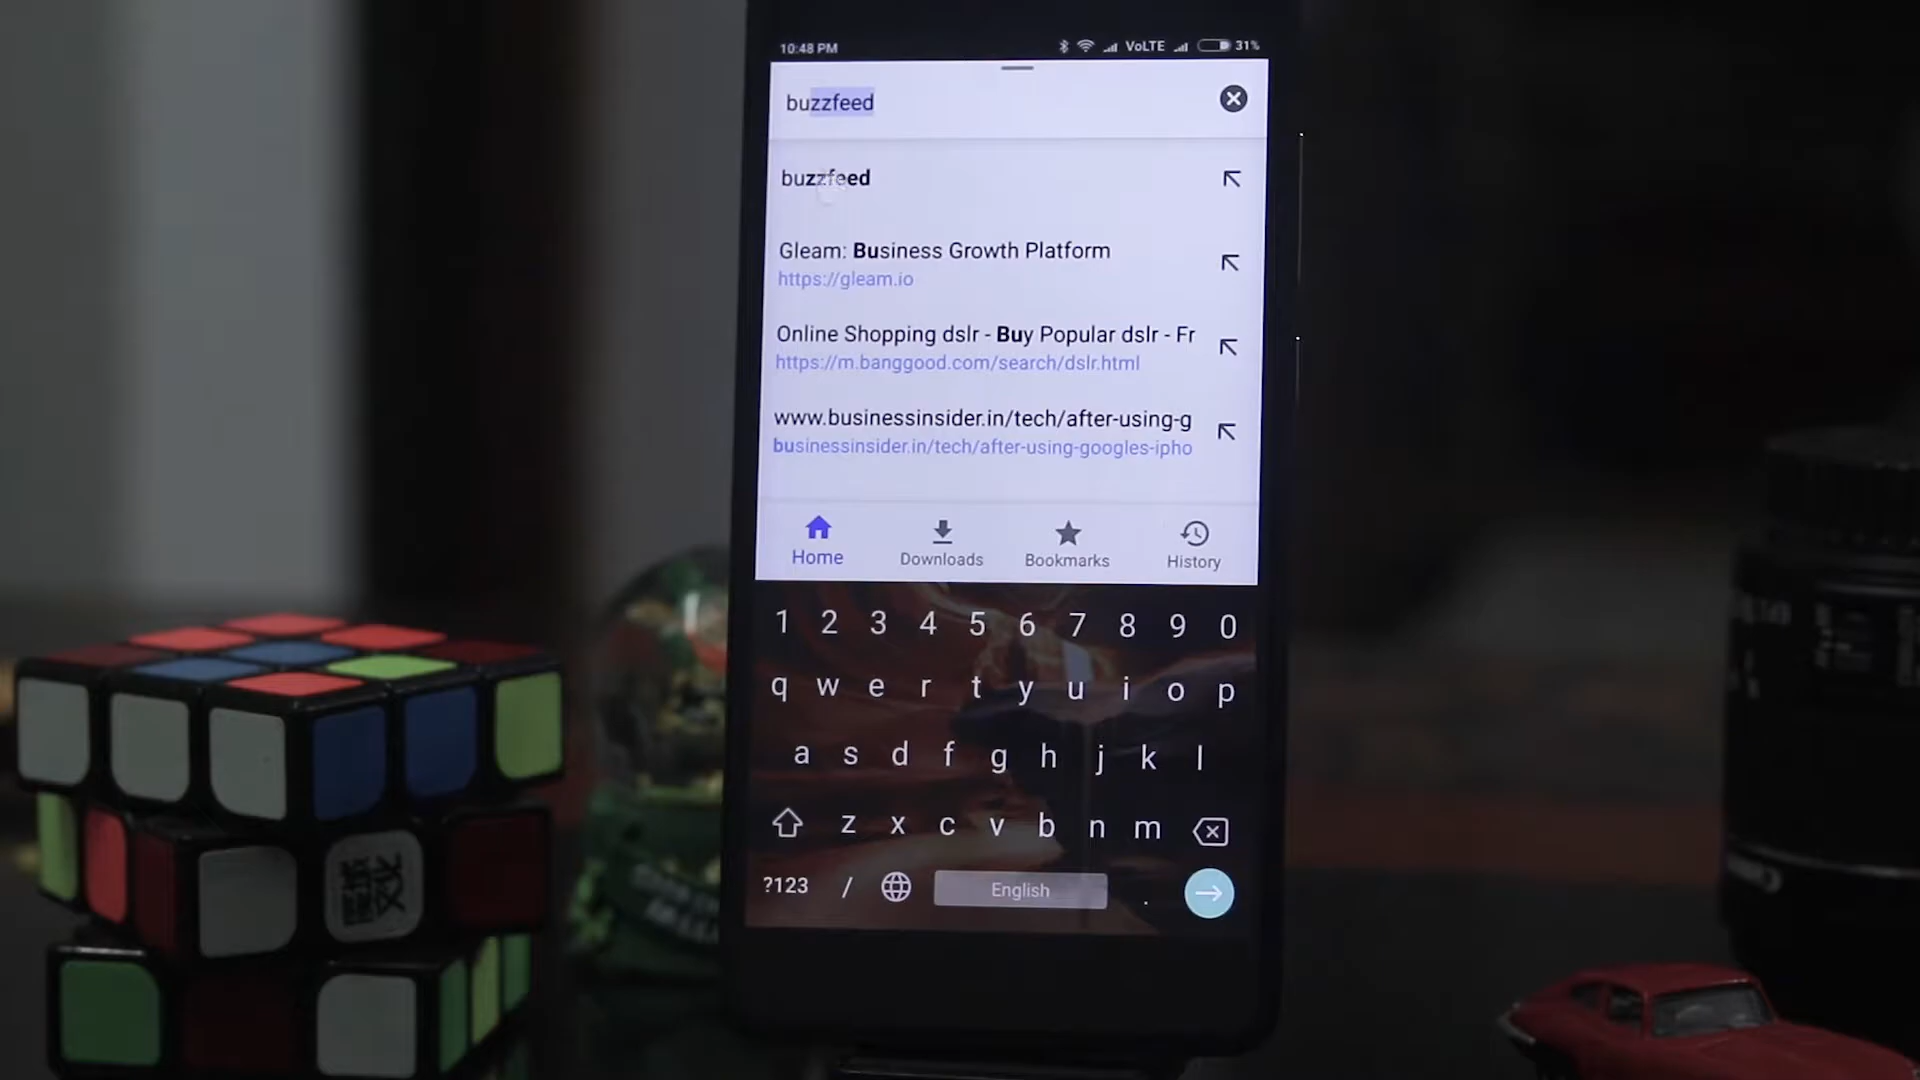 10:48 PM VoLTE 31%
buzzfeed
buzzfeed
Gleam: Business Growth Platform
https://gleam.io
Online Shopping dslr - Buy Popular dslr - Fr
https://m.banggood.com/search/dslr.html
www.businessinsider.in/tech/after-using-g
businessinsider.in/tech/after-using-googles-ipho
Home Downloads Bookmarks History
1 2 3 4 5 6 7 8 9 0
q w e r t y u i o p
a s d f g h j k l
z x c v b n m
?123 / English .